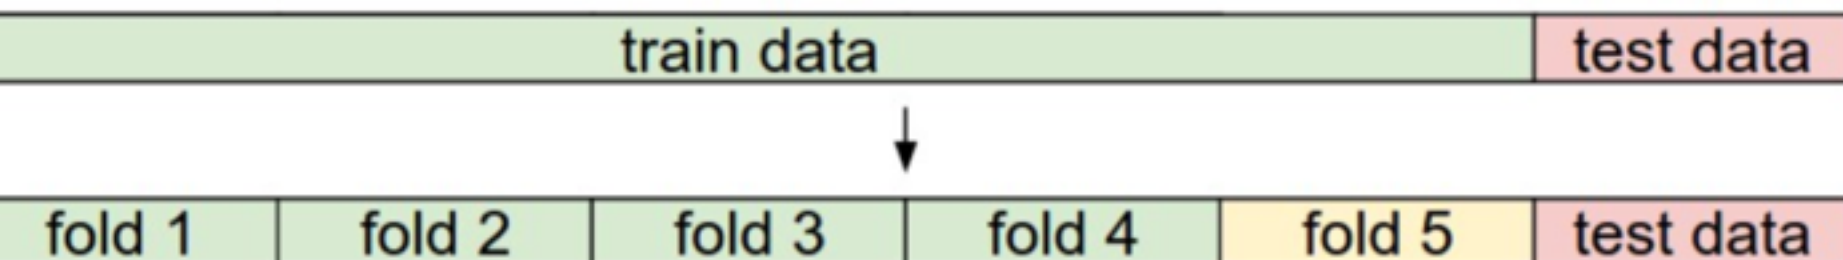 train data test data
fold 1 fold 2 fold 3 fold 4 fold 5 test data